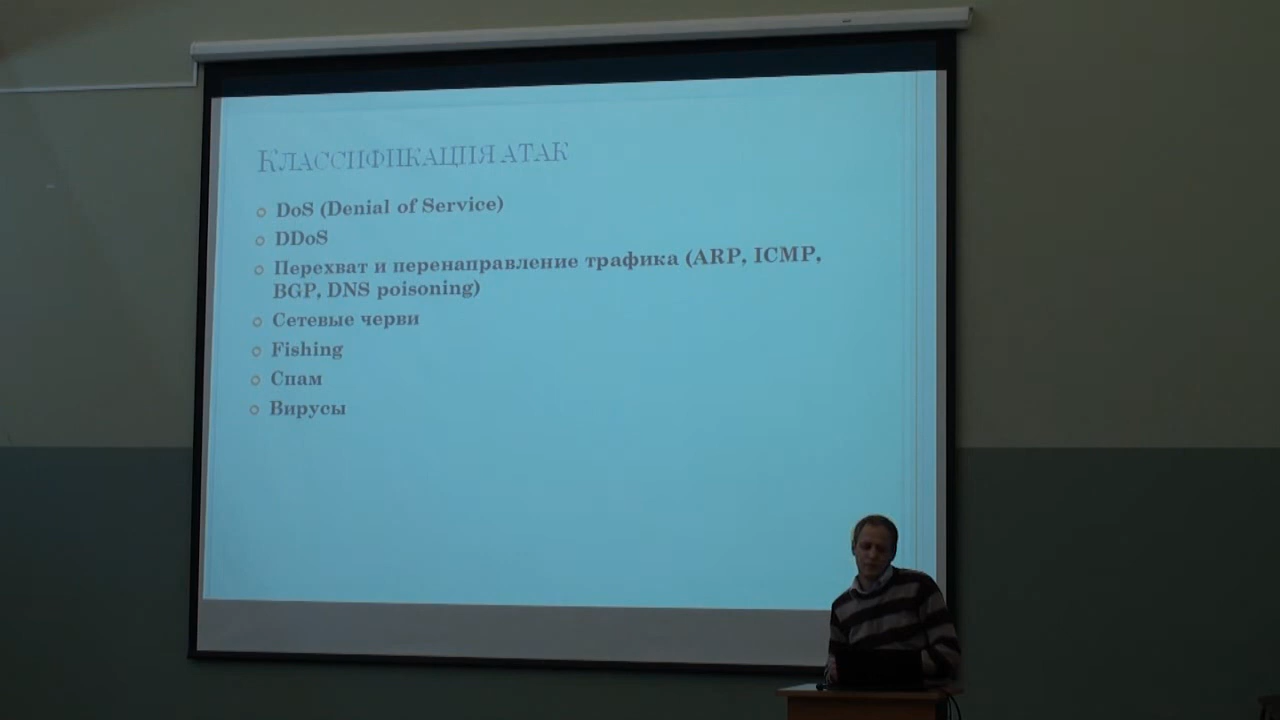 КЛАССИФИКАЦИЯ АТАК
DoS (Denial of Service)
DDoS
Перехват и перенаправление трафика (ARP, ICMP,
BGP, DNS poisoning)
Сетевые черви
Fishing
Спам
Вирусы